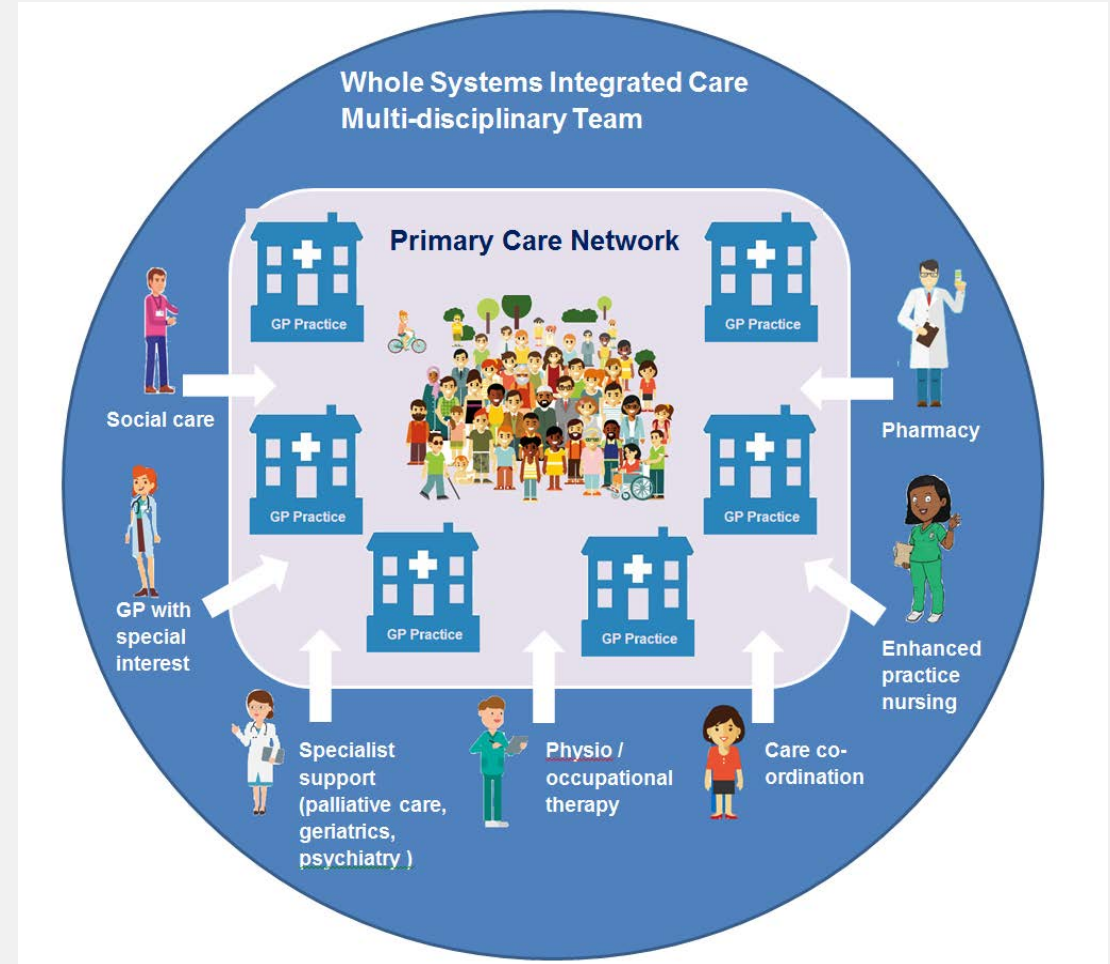 Whole Systems Integrated Care
Multi-disciplinary Team
Primary Care Network
GP Practice
GP Practice
Social care
Pharmacy
GP Practice
GP Practice
GP with
special
interest
GP Practice
GP Practice
Enhanced
practice
nursing
Specialist
support
(palliative care,
geriatrics,
psychiatry )
Physio /
occupational
therapy
Care co-
ordination